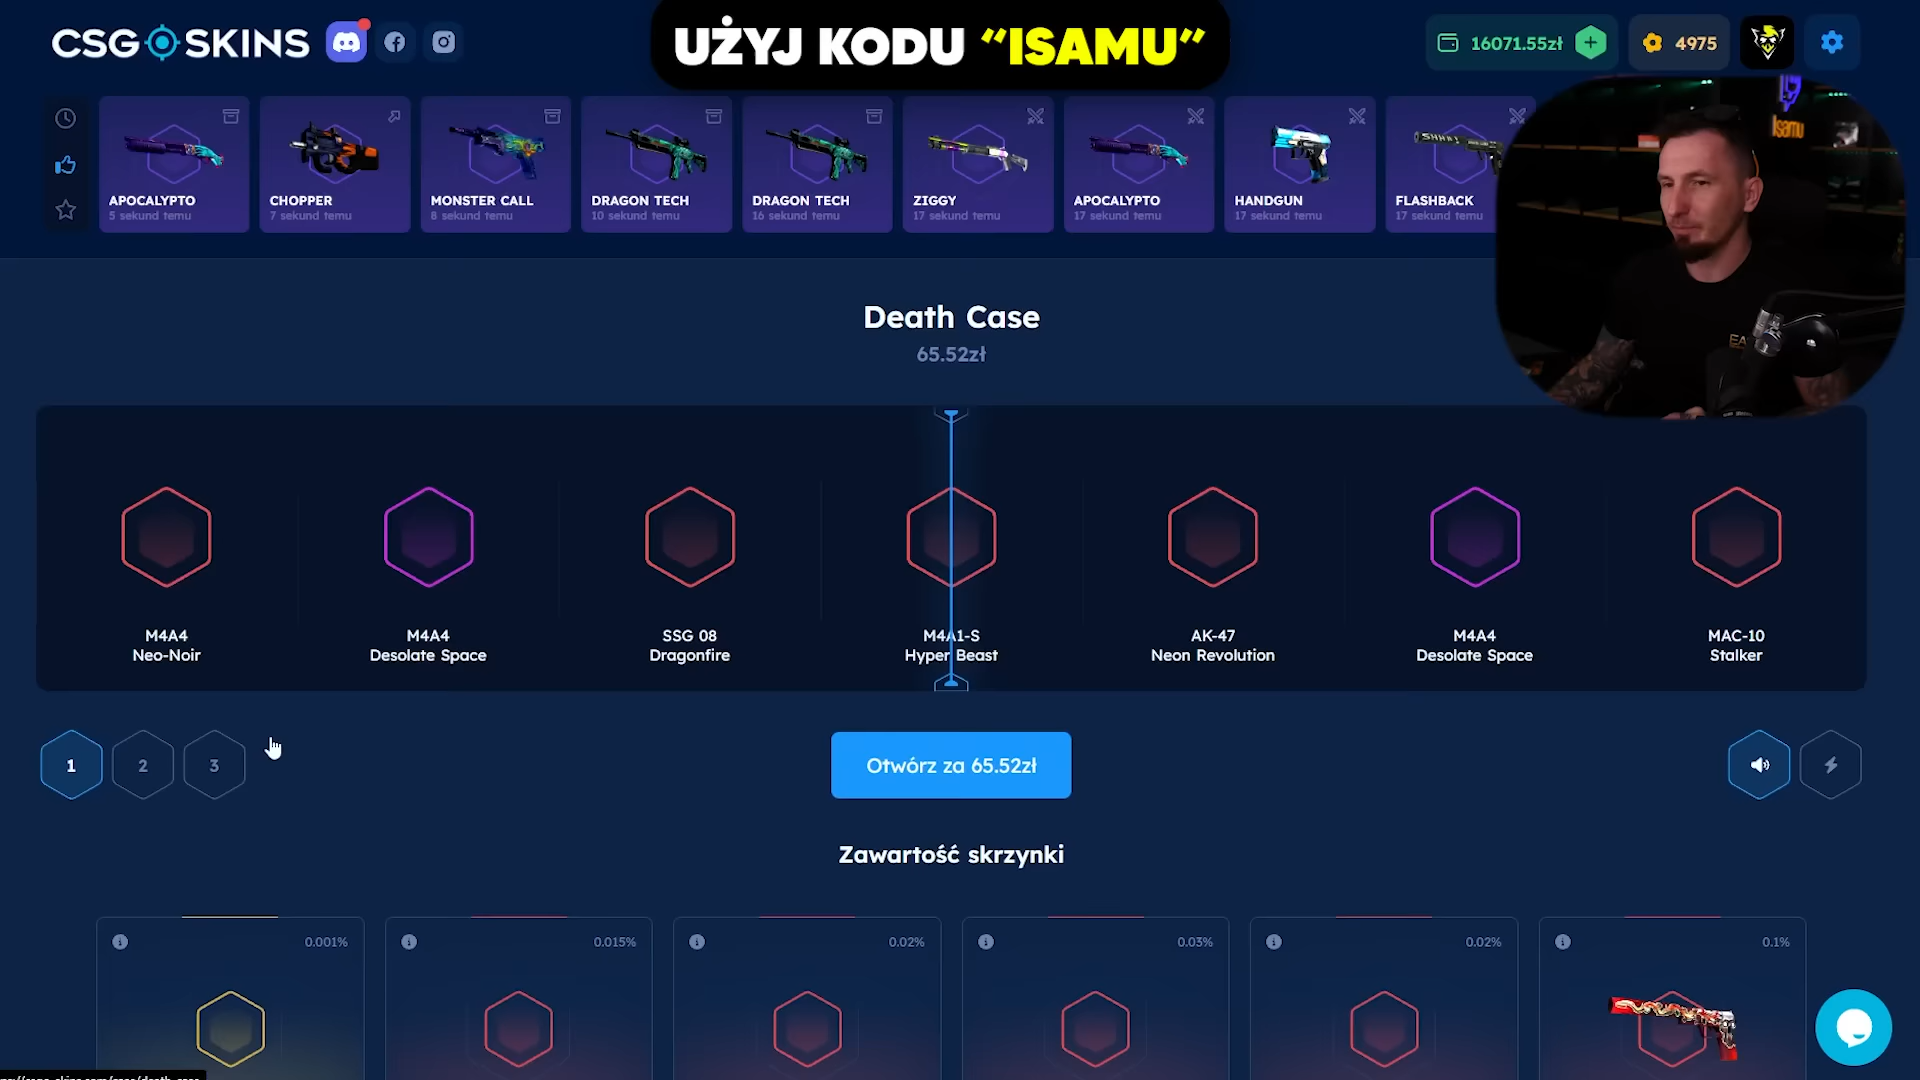 CSGOSKINS
UŻYJ KODU “ISAMU”
16071.55zł
4975
APOCALYPTO
5 sekund temu
CHOPPER
7 sekund temu
MONSTER CALL
8 sekund temu
DRAGON TECH
10 sekund temu
DRAGON TECH
16 sekund temu
ZIGGY
17 sekund temu
APOCALYPTO
17 sekund temu
HANDGUN
17 sekund temu
FLASHBACK
17 sekund temu
Isamu
Death Case
65.52zł
M4A4
Neo-Noir
M4A4
Desolate Space
SSG 08
Dragonfire
M4A1-S
Hyper Beast
AK-47
Neon Revolution
M4A4
Desolate Space
MAC-10
Stalker
1
2
3
Otwórz za 65.52zł
Zawartość skrzynki
0.001%
0.015%
0.02%
0.03%
0.02%
0.1%